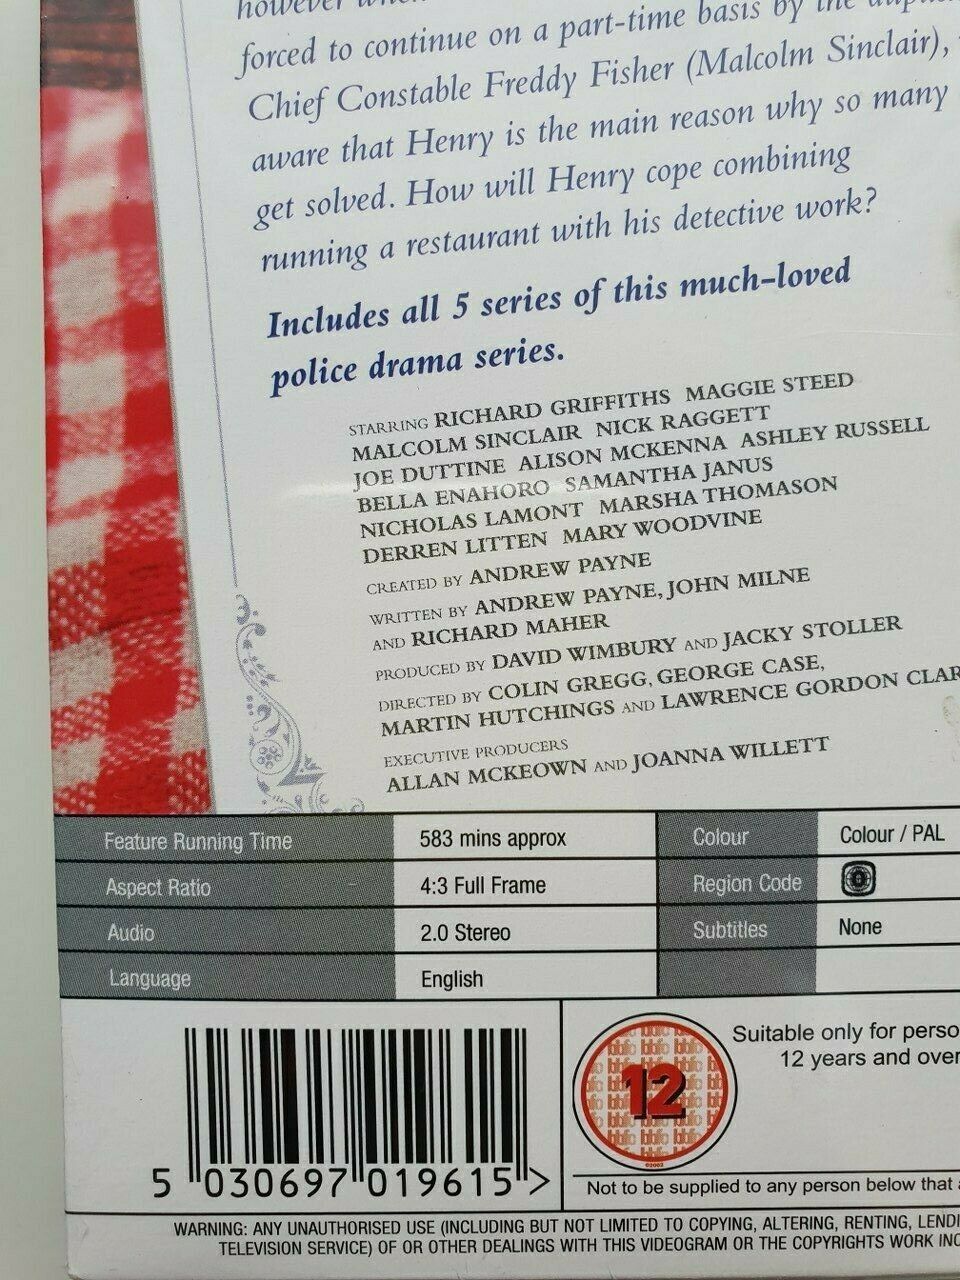 however
forced to continue on a part-time basis by the
Chief Constable Freddy Fisher (Malcolm Sinclair),
aware that Henry is the main reason why so many
get solved. How will Henry cope combining
running a restaurant with his detective work?
Includes all 5 series of this much-loved
police drama series.
STARRING RICHARD GRIFFITHS MAGGIE STEED
MALCOLM SINCLAIR NICK RAGGETT
JOE DUTTINE ALISON MCKENNA ASHLEY RUSSELL
BELLA ENAHORO SAMANTHA JANUS
NICHOLAS LAMONT MARSHA THOMASON
DERREN LITTEN MARY WOODVINE
CREATED BY ANDREW PAYNE
WRITTEN BY ANDREW PAYNE, JOHN MILNE
AND RICHARD MAHER
PRODUCED BY DAVID WIMBURY AND JACKY STOLLER
DIRECTED BY COLIN GREGG, GEORGE CASE,
MARTIN HUTCHINGS AND LAWRENCE GORDON CLAR
EXECUTIVE PRODUCERS
ALLAN MCKEOWN AND JOANNA WILLETT
Feature Running Time 583 mins approx Colour Colour / PAL
Aspect Ratio 4:3 Full Frame Region Code 0
Audio 2.0 Stereo Subtitles None
Language English
Suitable only for perso
12 years and over
12
5 030697 019615 >
Not to be supplied to any person below that
WARNING: ANY UNAUTHORISED USE (INCLUDING BUT NOT LIMITED TO COPYING, ALTERING, RENTING, LENDI
TELEVISION SERVICE) OF OR OTHER DEALINGS WITH THIS VIDEOGRAM OR THE COPYRIGHTS WORK INC